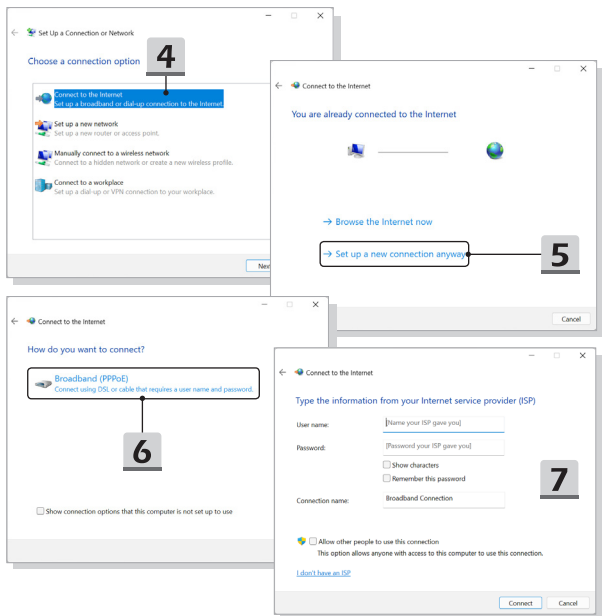 Set Up a Connection or Network
Choose a connection option
4
Connect to the Internet
Set up a broadband or dial-up connection to the Internet.
Set up a new network
Set up a new router or access point.
Manually connect to a wireless network
Connect to a hidden network or create a new wireless profile.
Connect to a workplace
Set up a dial-up or VPN connection to your workplace.
Nex
Connect to the Internet
You are already connected to the Internet
Browse the Internet now
Set up a new connection anyway
5
Cancel
Connect to the Internet
How do you want to connect?
Broadband (PPPoE)
Connect using DSL or cable that requires a user name and password.
6
Show connection options that this computer is not set up to use
Connect to the Internet
Type the information from your Internet service provider (ISP)
User name: [Name your ISP gave you]
Password: [Password your ISP gave you]
Show characters
Remember this password
7
Connection name: Broadband Connection
Allow other people to use this connection
This option allows anyone with access to this computer to use this connection.
I don't have an ISP
Connect Cancel